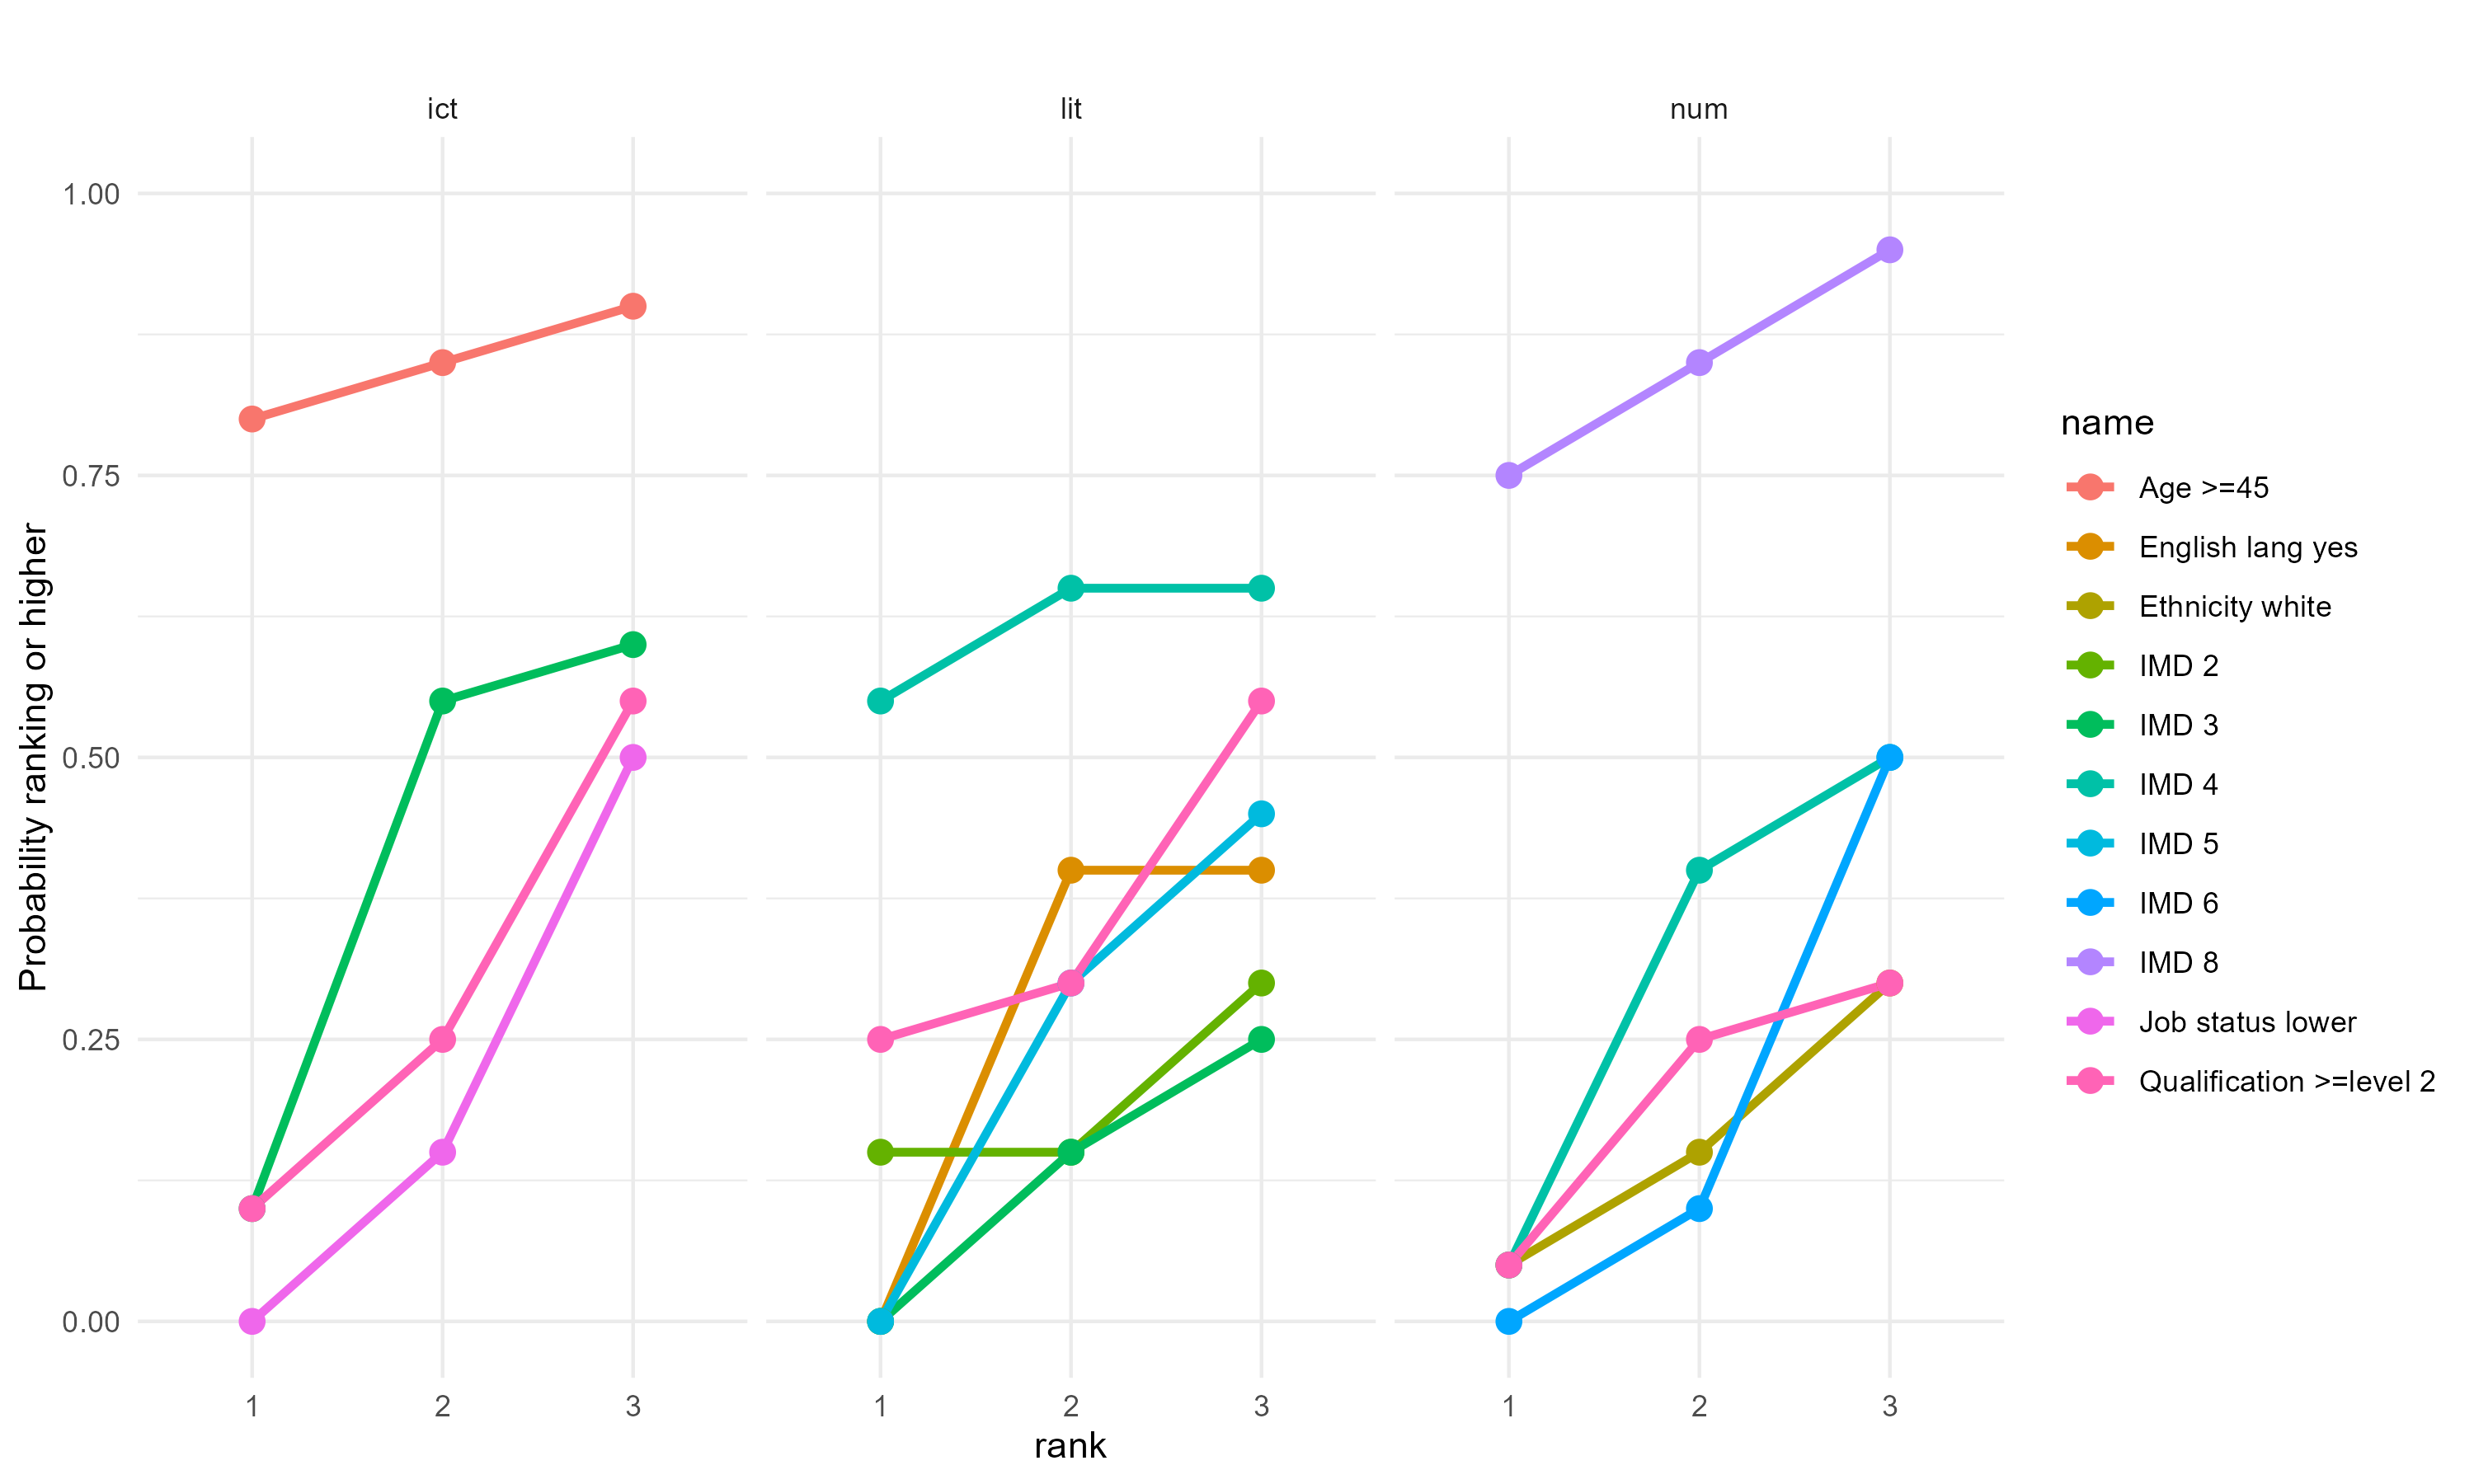 ict
lit
num
1.00
0.75
0.50
0.25
0.00
Probability ranking or higher
1
2
3
1
2
3
1
2
3
rank
name
Age >=45
English lang yes
Ethnicity white
IMD 2
IMD 3
IMD 4
IMD 5
IMD 6
IMD 8
Job status lower
Qualification >=level 2